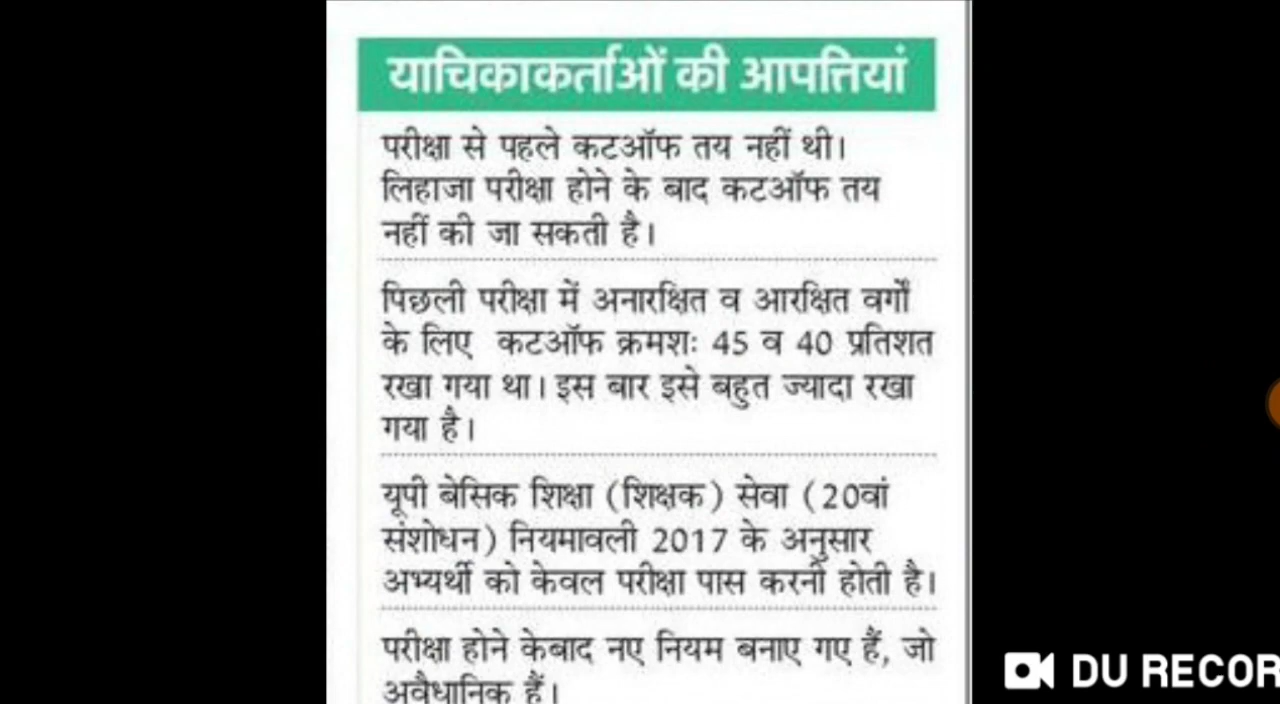 याचिकाकर्ताओं की आपत्तियां
परीक्षा से पहले कटऑफ तय नहीं थी।
लिहाजा परीक्षा होने के बाद कटऑफ तय
नहीं की जा सकती है।
पिछली परीक्षा में अनारक्षित व आरक्षित वर्गों
के लिए कटऑफ क्रमशः 45 व 40 प्रतिशत
रखा गया था। इस बार इसे बहुत ज्यादा रखा
गया है।
यूपी बेसिक शिक्षा (शिक्षक) सेवा (20वां
संशोधन) नियमावली 2017 के अनुसार
अभ्यर्थी को केवल परीक्षा पास करनी होती है।
परीक्षा होने केबाद नए नियम बनाए गए हैं, जो
अवैधानिक हैं।
DU RECOR